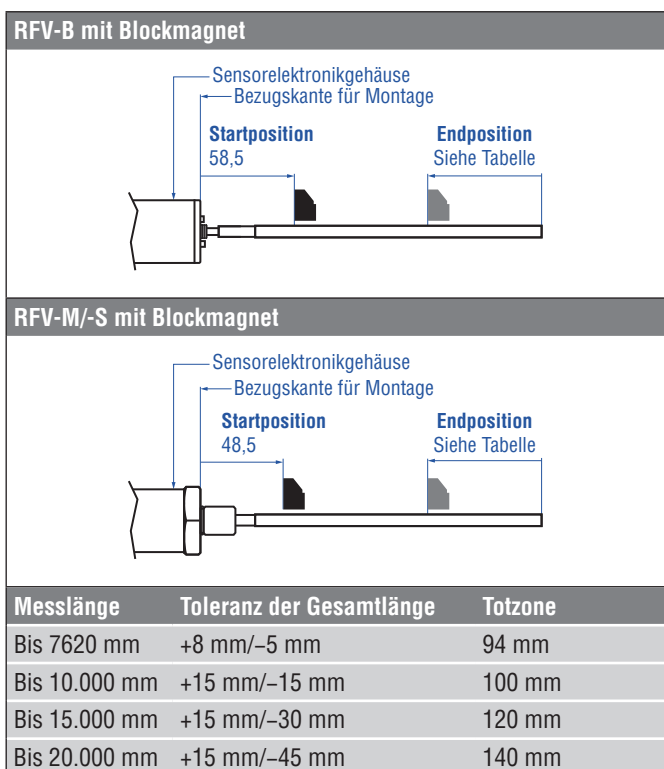 RFV-B mit Blockmagnet
Sensorelektronikgehäuse
Bezugskante für Montage
Startposition Endposition
58,5 Siehe Tabelle
RFV-M/-S mit Blockmagnet
Sensorelektronikgehäuse
Bezugskante für Montage
Startposition Endposition
48,5 Siehe Tabelle
Messlänge Toleranz der Gesamtlänge Totzone
Bis 7620 mm +8 mm/−5 mm 94 mm
Bis 10.000 mm +15 mm/−15 mm 100 mm
Bis 15.000 mm +15 mm/−30 mm 120 mm
Bis 20.000 mm +15 mm/−45 mm 140 mm